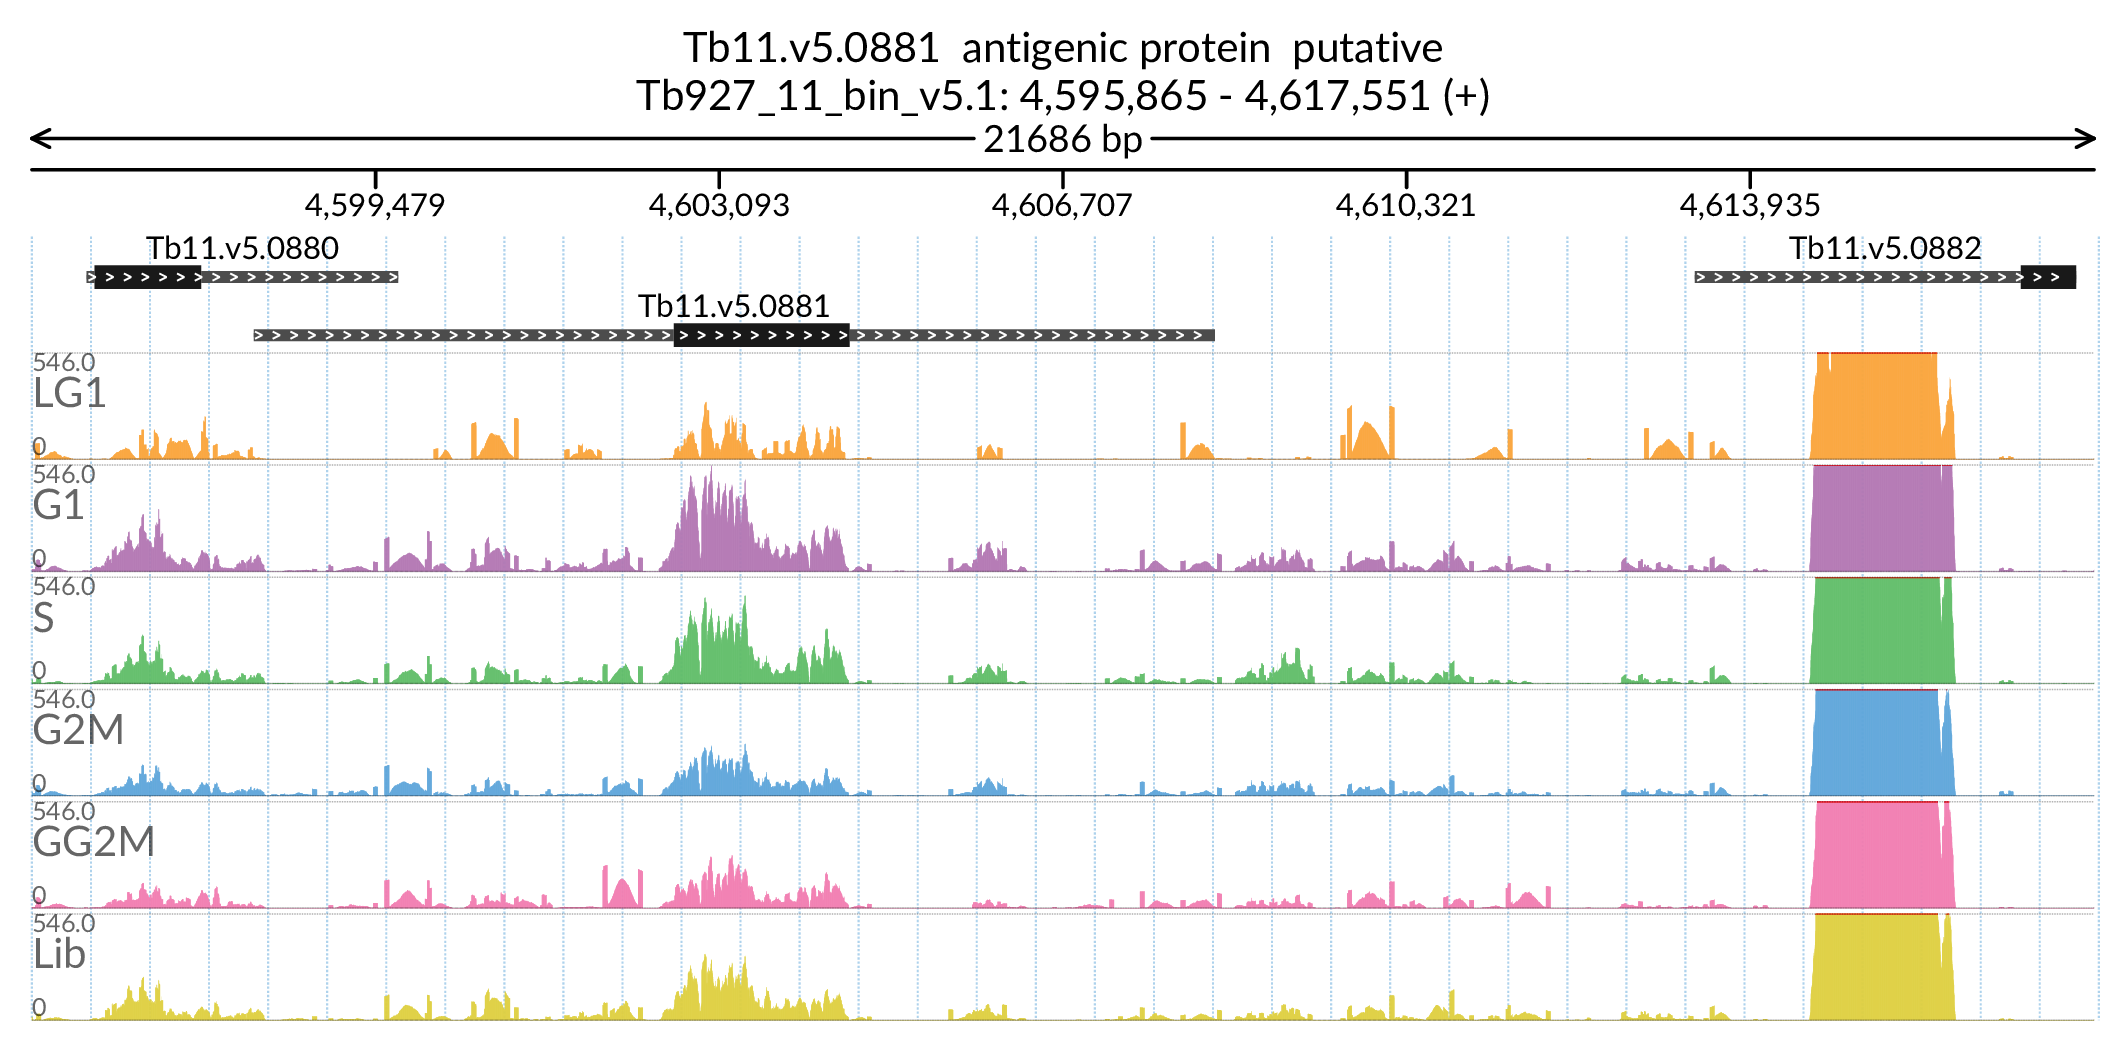 Tb11.v5.0881  antigenic protein  putative
Tb927_11_bin_v5.1: 4,595,865 - 4,617,551 (+)
21686 bp
4,599,479 4,603,093 4,606,707 4,610,321 4,613,935
Tb11.v5.0880 Tb11.v5.0882
Tb11.v5.0881
546.0
LG1
0
546.0
G1
0
546.0
S
0
546.0
G2M
0
546.0
GG2M
0
546.0
Lib
0